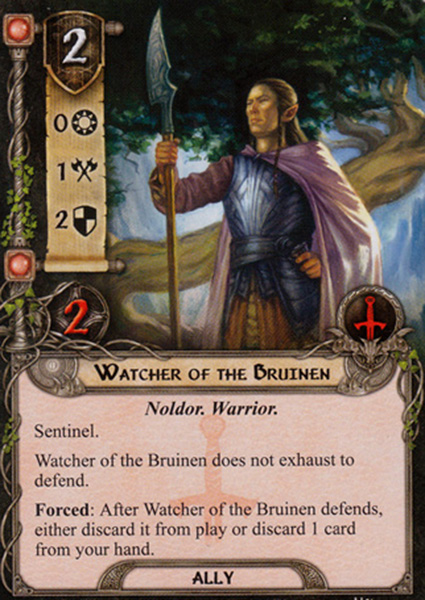 2
0
1
2
2
Watcher of the Bruinen
Noldor. Warrior.
Sentinel.
Watcher of the Bruinen does not exhaust to
defend.
Forced: After Watcher of the Bruinen defends,
either discard it from play or discard 1 card
from your hand.
ALLY